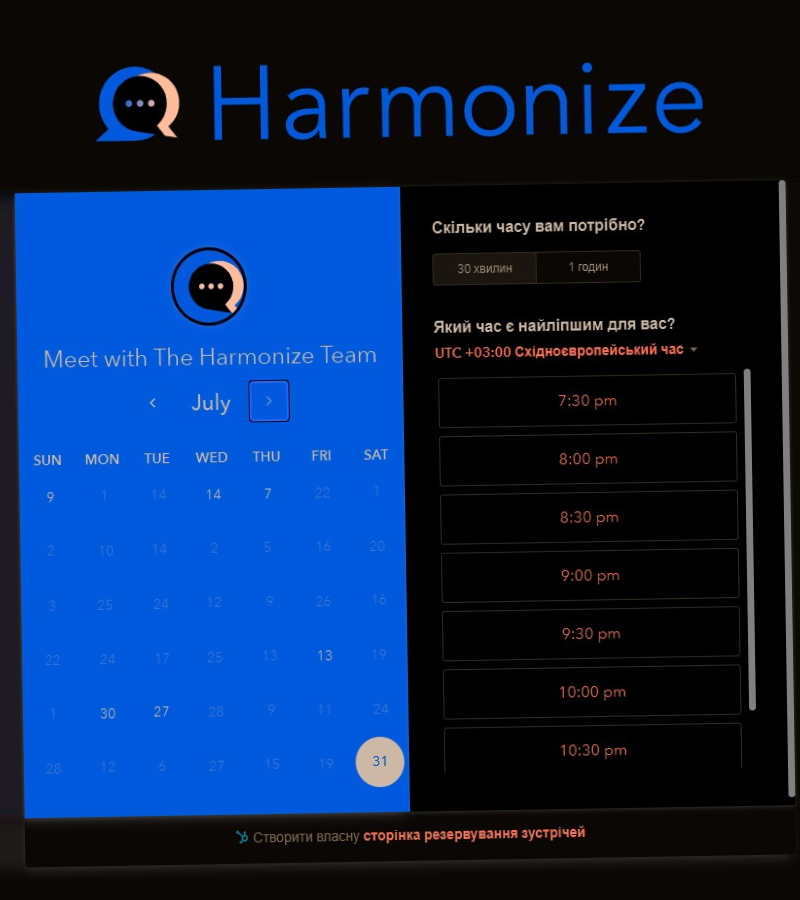 Harmonize
Meet with The Harmonize Team
July
SUN MON TUE WED THU FRI SAT
9 1 14 14 7 22 1
2 10 14 2 5 16 20
3 25 24 12 9 26 16
22 24 17 25 13 13 19
1 30 27 28 9 11 24
28 12 6 27 15 19 31
Скільки часу вам потрібно?
30 хвилин 1 годин
Який час є найліпшим для вас?
UTC +03:00 Східноєвропейський час
7:30 pm
8:00 pm
8:30 pm
9:00 pm
9:30 pm
10:00 pm
10:30 pm
Створити власну сторінка резервування зустрічей